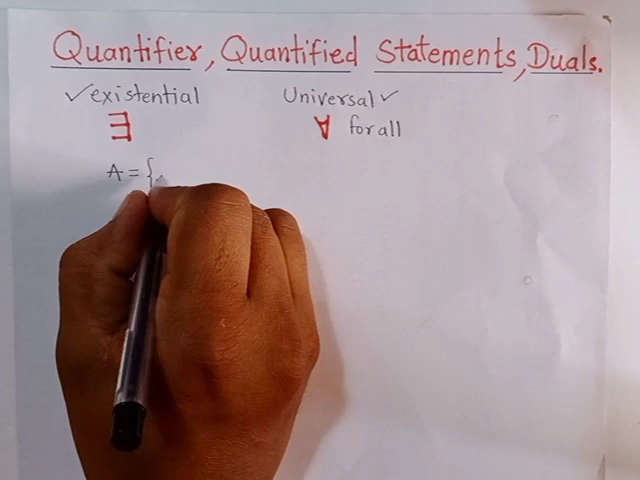 Quantifier, Quantified Statements, Duals.
✓existential Universal✓
∃ ∀ for all
A = {